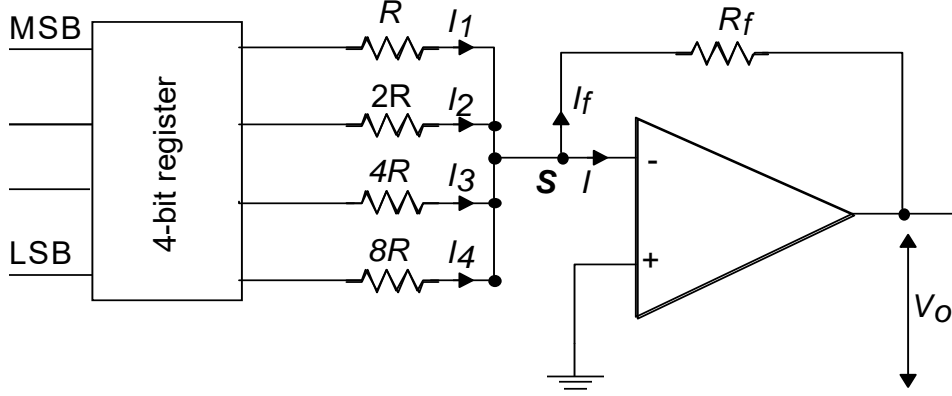 MSB
R
I1
Rf
2R
I2
If
4-bit register
S
I
-
4R
I3
LSB
8R
I4
+
Vo